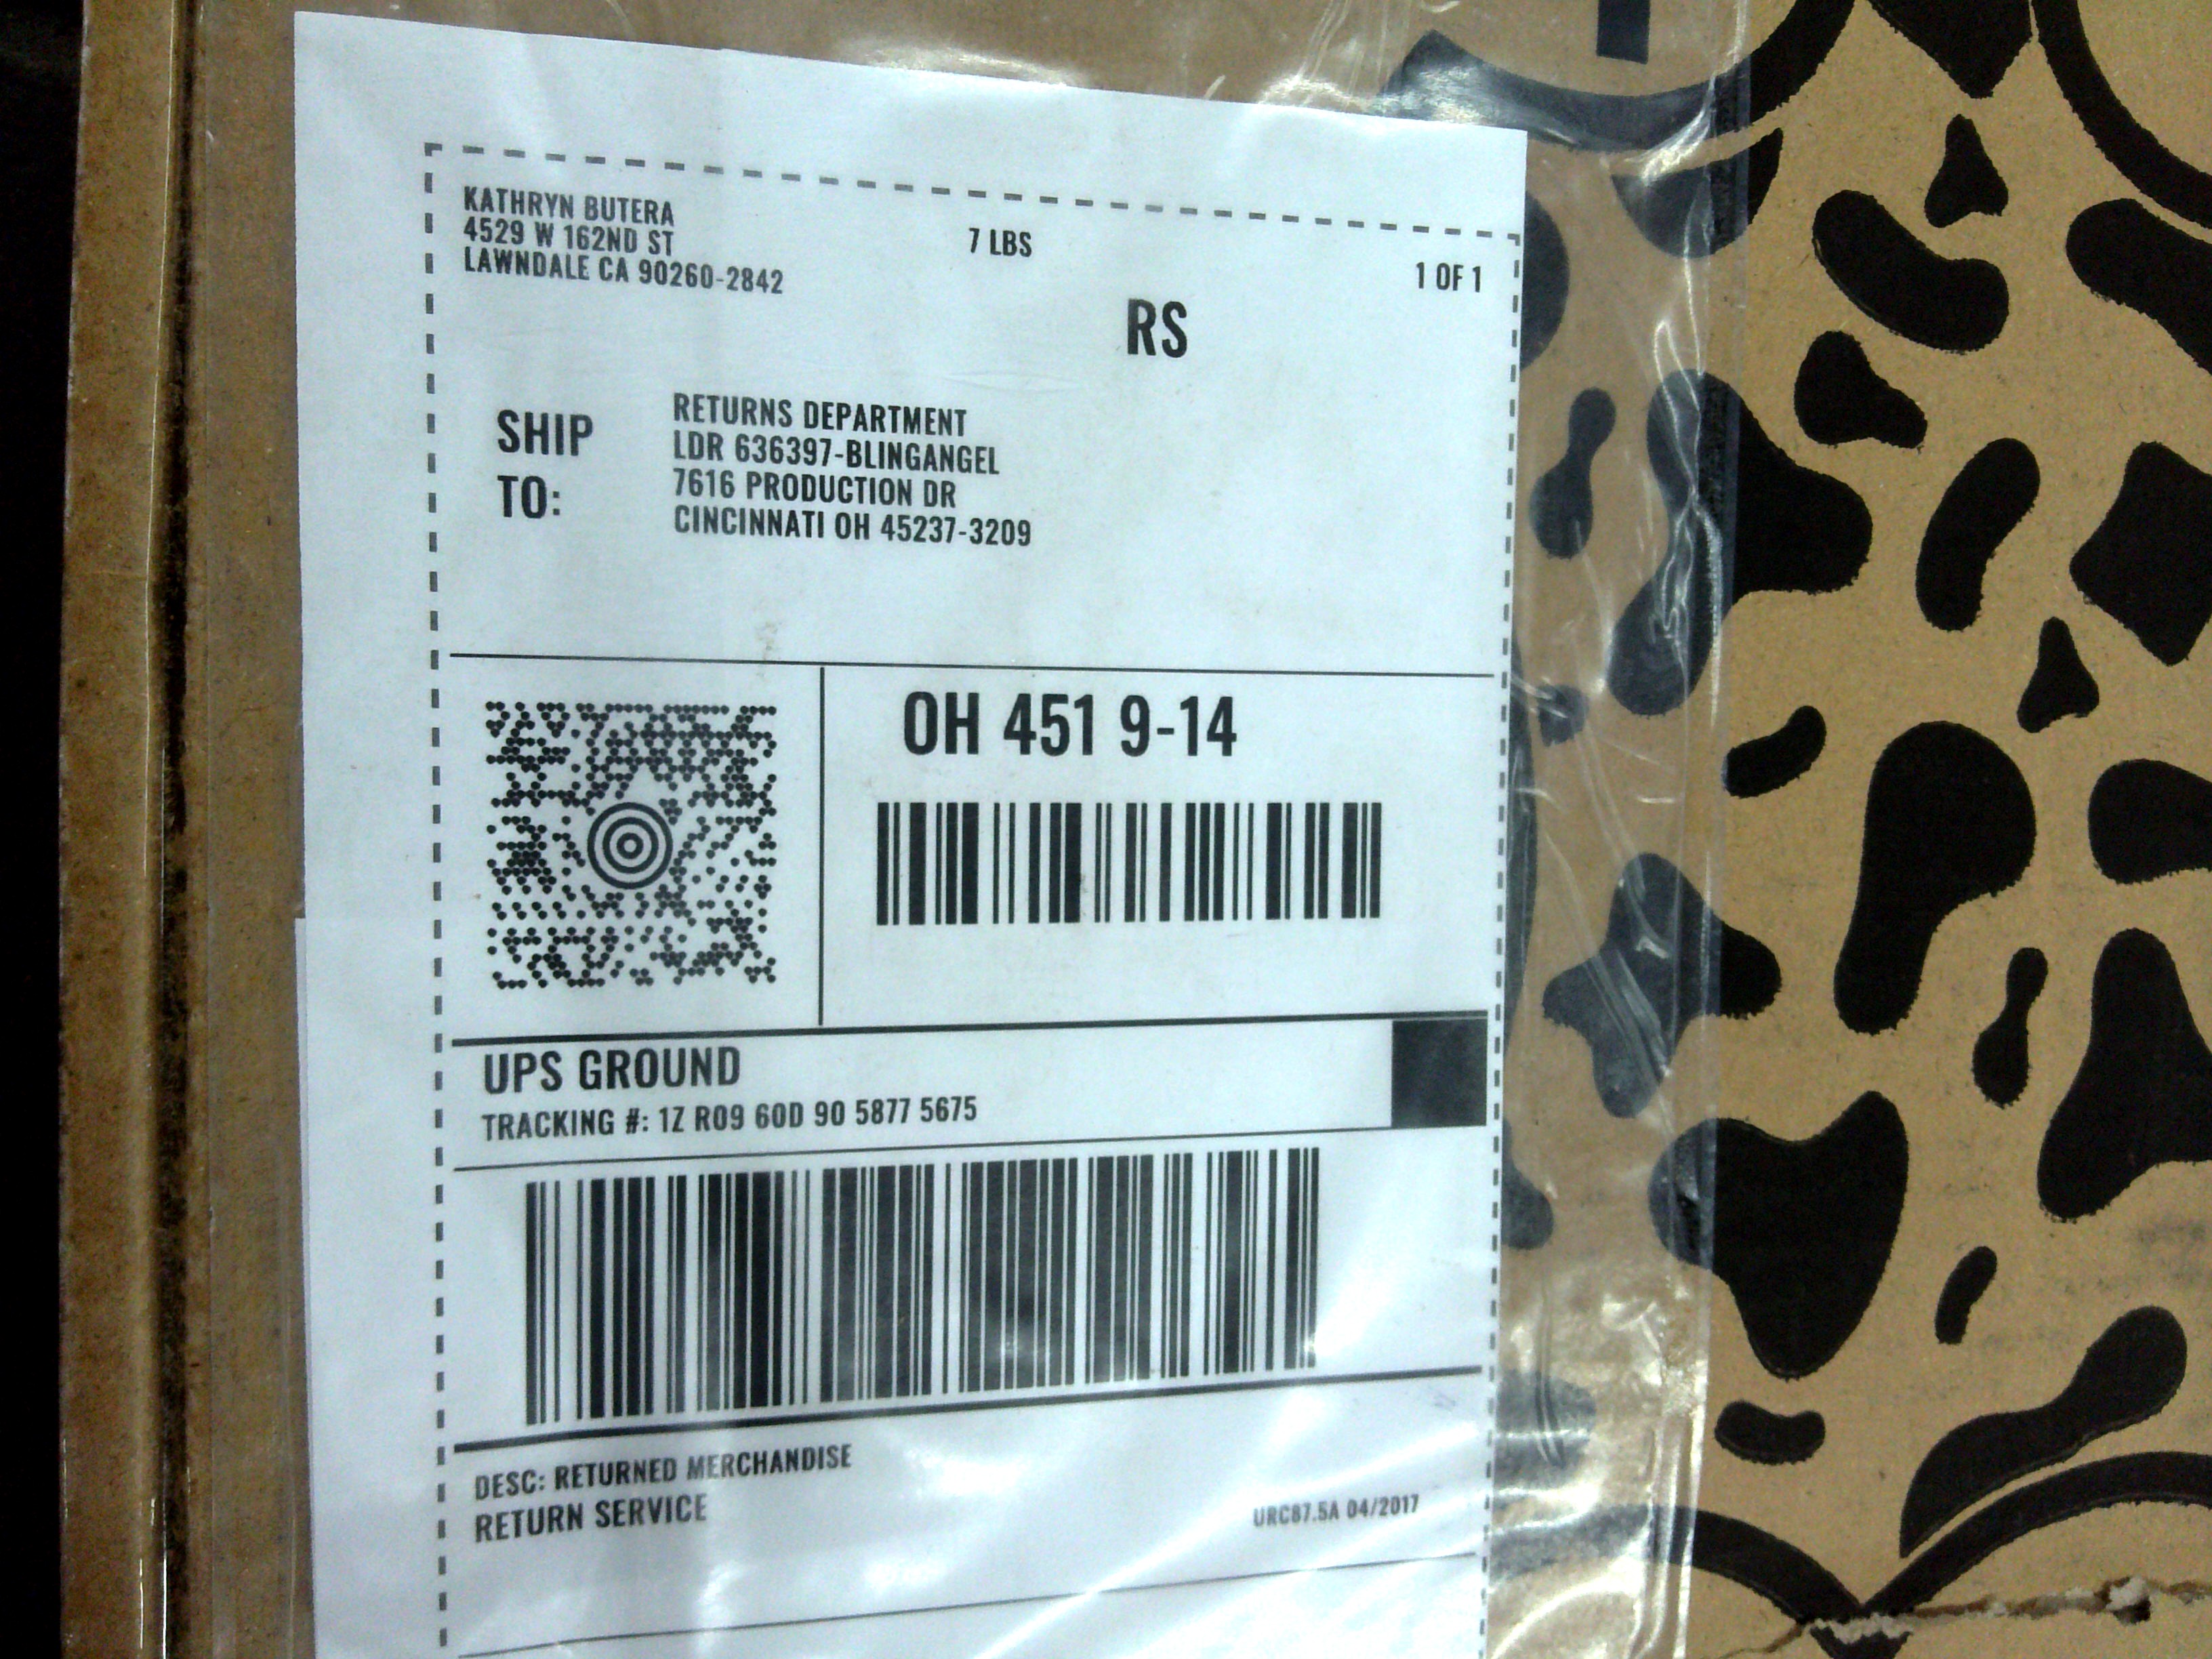 KATHRYN BUTERA
4529 W 162ND ST
LAWNDALE CA 90260-2842
7 LBS
1 OF 1
RS
SHIP
TO:
RETURNS DEPARTMENT
LDR 636397-BLINGANGEL
7616 PRODUCTION DR
CINCINNATI OH 45237-3209
OH 451 9-14
UPS GROUND
TRACKING #: 1Z R09 60D 90 5877 5675
DESC: RETURNED MERCHANDISE
RETURN SERVICE
URC87.5A 04/2017